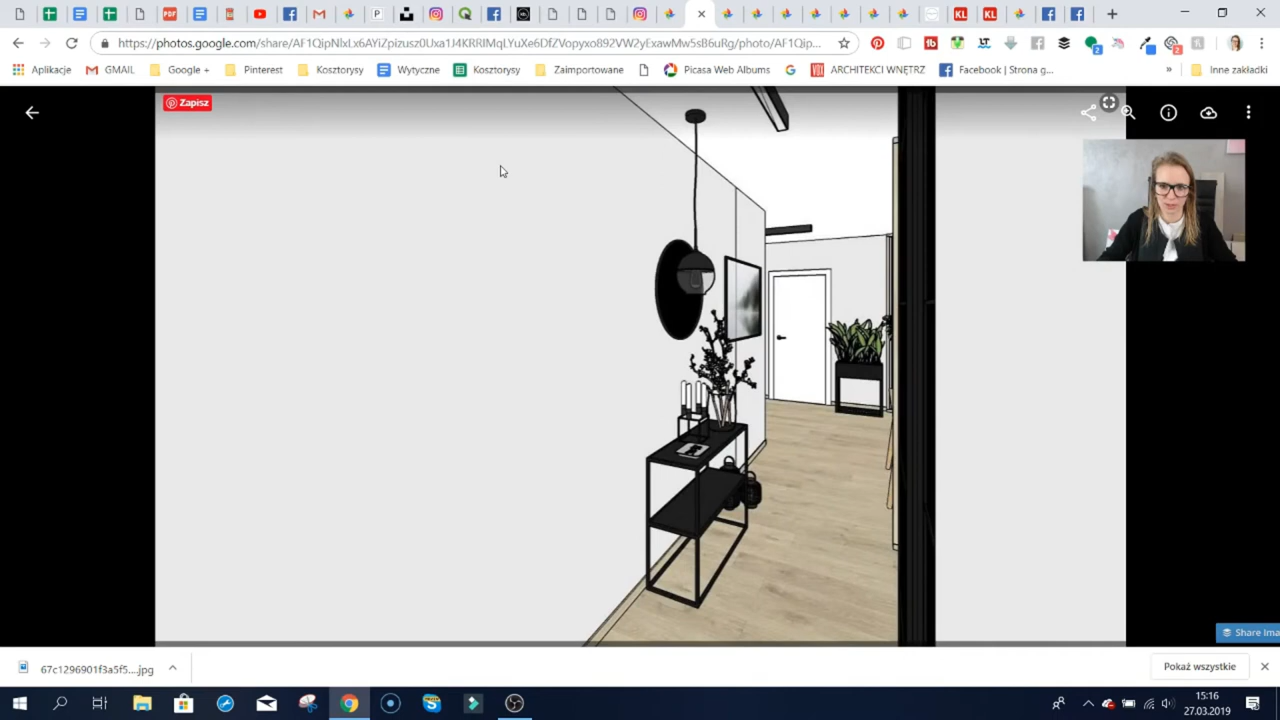 https://photos.google.com/share/AF1QipNlxLx6AYiZpizusz0Uxa1J4KRRIMqLYuXe6DfZVopyxo892VW2yExawMw5sB6uRg/photo/AF1Qip...
Aplikacje
GMAIL
Google +
Pinterest
Kosztorysy
Wytyczne
Kosztorysy
Zaimportowane
Picasa Web Albums
ARCHITEKCI WNĘTRZ
Facebook | Strona g...
»
Inne zakładki
Zapisz
Share Ima
67c1296901f3a5f5....jpg
Pokaż wszystkie
15:16
27.03.2019